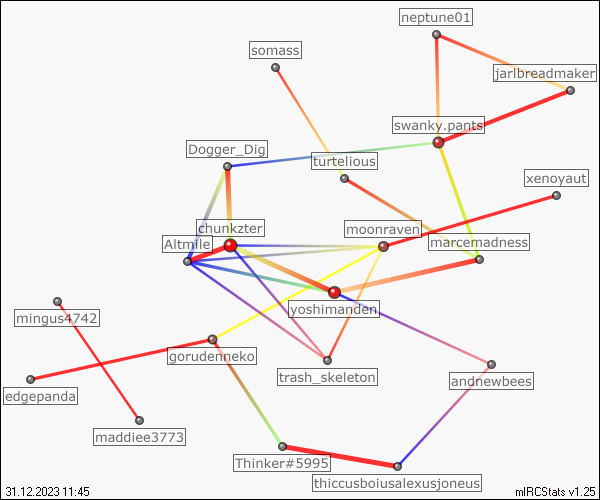 neptune01
somass
jarlbreadmaker
swanky.pants
Dogger_Dig
turtelious
xenoyaut
chunkzter
moonraven
Altmile
marcemadness
yoshimanden
mingus4742
gorudenneko
trash_skeleton
andnewbees
edgepanda
maddiee3773
Thinker#5995
thiccusboiusalexusjoneus
31.12.2023 11:45
mIRCStats v1.25